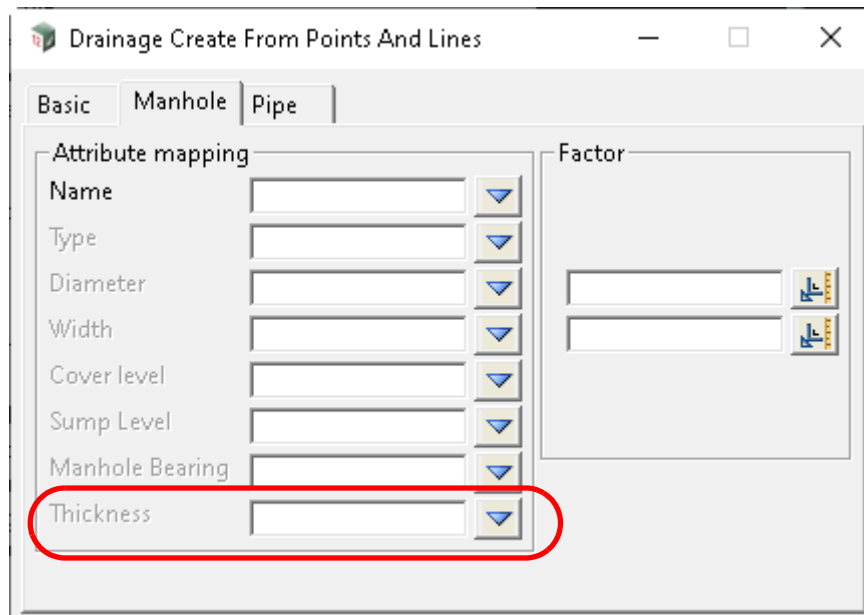 Drainage Create From Points And Lines
Basic Manhole Pipe
Attribute mapping Factor
Name
Type
Diameter
Width
Cover level
Sump Level
Manhole Bearing
Thickness